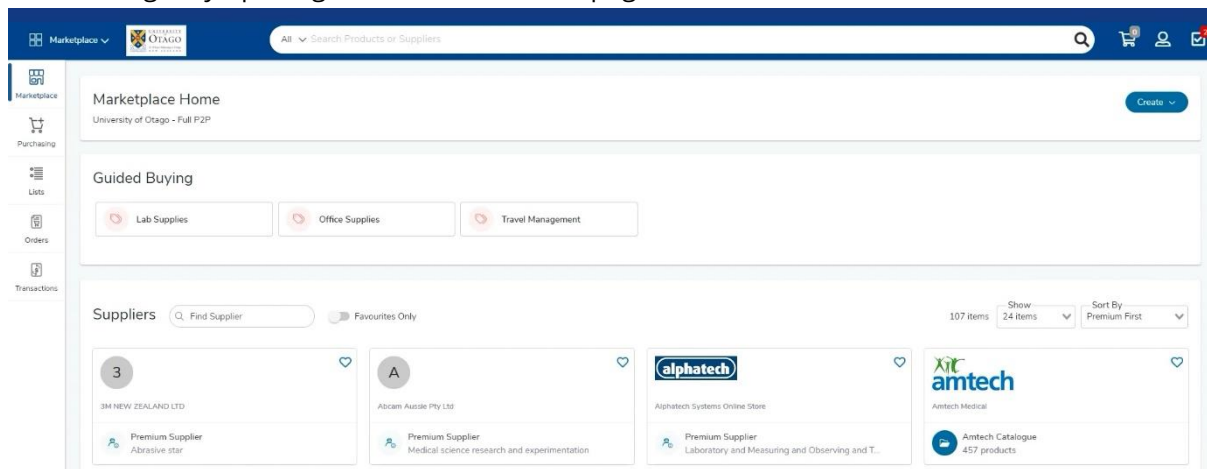 Marketplace
UNIVERSITY
OTAGO
All
Search Products or Suppliers
0
2
Marketplace
Purchasing
Lists
Orders
Transactions
Marketplace Home
University of Otago - Full P2P
Create
Guided Buying
Lab Supplies
Office Supplies
Travel Management
Suppliers
Find Supplier
Favourites Only
107 items
Show
24 items
Sort By
Premium First
3
3M NEW ZEALAND LTD
Premium Supplier
Abrasive star
A
Abcam Aussie Pty Ltd
Premium Supplier
Medical science research and experimentation
alphatech
Alphatech Systems Online Store
Premium Supplier
Laboratory and Measuring and Observing and T...
amtech
Amtech Medical
Amtech Catalogue
457 products